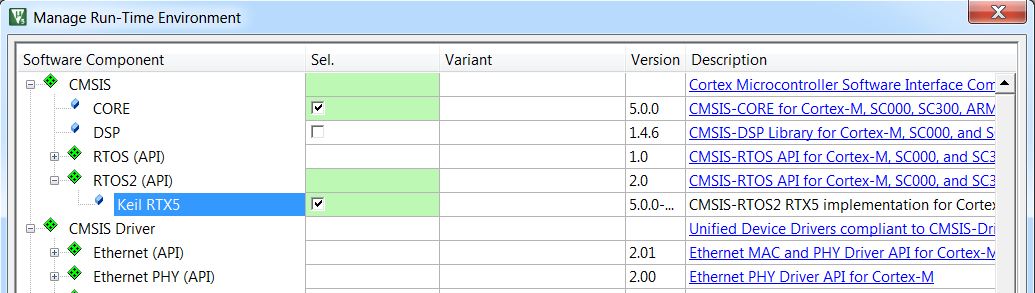 Manage Run-Time Environment
Software Component Sel. Variant Version Description
CMSIS Cortex Microcontroller Software Interface Com
CORE 5.0.0 CMSIS-CORE for Cortex-M, SC000, SC300, ARM
DSP 1.4.6 CMSIS-DSP Library for Cortex-M, SC000, and S
RTOS (API) 1.0 CMSIS-RTOS API for Cortex-M, SC000, and SC3
RTOS2 (API) 2.0 CMSIS-RTOS API for Cortex-M, SC000, and SC3
Keil RTX5 5.0.0-... CMSIS-RTOS2 RTX5 implementation for Cortex
CMSIS Driver Unified Device Drivers compliant to CMSIS-Dri
Ethernet (API) 2.01 Ethernet MAC and PHY Driver API for Cortex-M
Ethernet PHY (API) 2.00 Ethernet PHY Driver API for Cortex-M